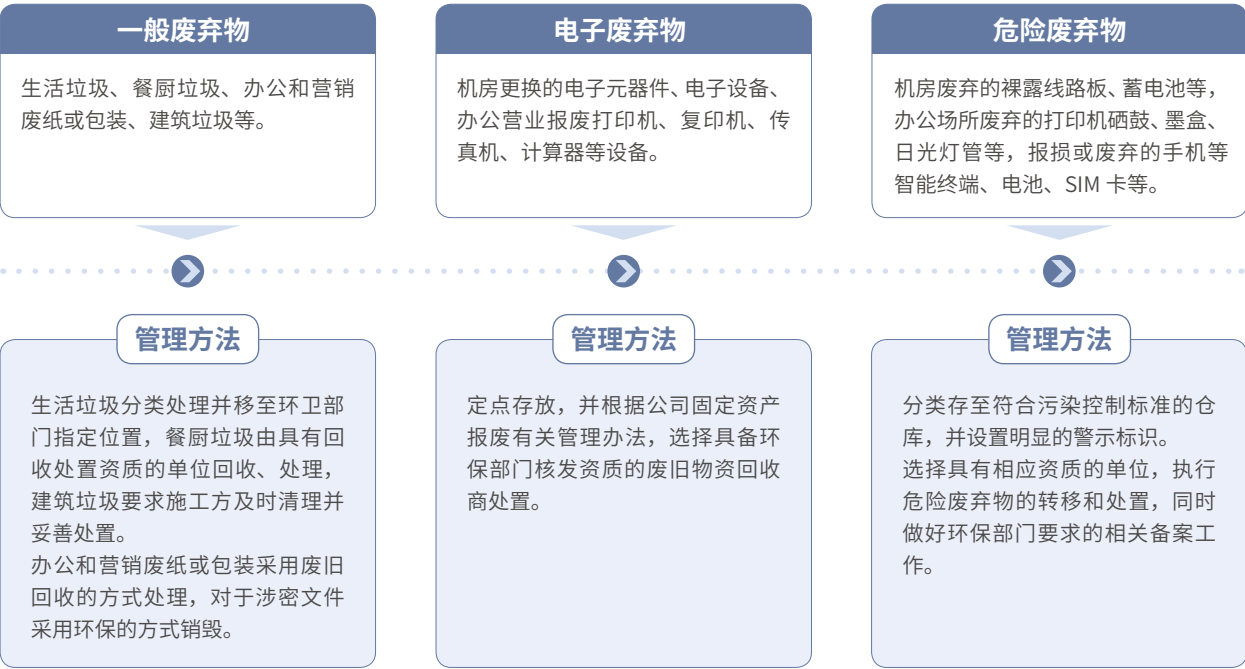 一般废弃物
生活垃圾、餐厨垃圾、办公和营销
废纸或包装、建筑垃圾等。
电子废弃物
机房更换的电子元器件、电子设备、
办公营业报废打印机、复印机、传
真机、计算器等设备。
危险废弃物
机房废弃的裸露线路板、蓄电池等，
办公场所废弃的打印机硒鼓、墨盒、
日光灯管等，报损或废弃的手机等
智能终端、电池、SIM 卡等。
管理方法
生活垃圾分类处理并移至环卫部
门指定位置，餐厨垃圾由具有回
收处置资质的单位回收、处理，
建筑垃圾要求施工方及时清理并
妥善处置。
办公和营销废纸或包装采用废旧
回收的方式处理，对于涉密文件
采用环保的方式销毁。
管理方法
定点存放，并根据公司固定资产
报废有关管理办法，选择具备环
保部门核发资质的废旧物资回收
商处置。
管理方法
分类存至符合污染控制标准的仓
库，并设置明显的警示标识。
选择具有相应资质的单位，执行
危险废弃物的转移和处置，同时
做好环保部门要求的相关备案工
作。